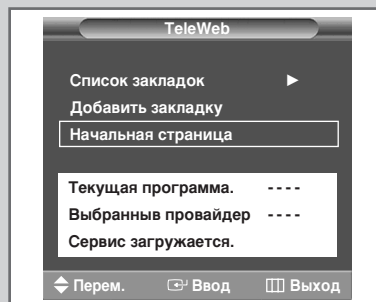 TeleWeb
Список закладок ►
Добавить закладку
Начальная страница
Текущая программа. ----
Выбранныв провайдер ----
Сервис загружается.
Перем. Ввод Выход